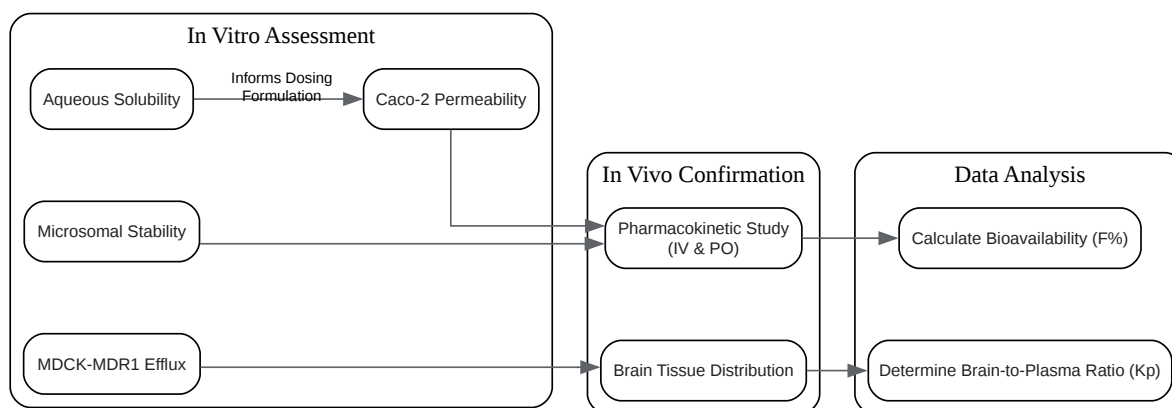 In Vitro Assessment
Aqueous Solubility
Informs Dosing
Formulation
Caco-2 Permeability
Microsomal Stability
MDCK-MDR1 Efflux
In Vivo Confirmation
Pharmacokinetic Study
(IV & PO)
Brain Tissue Distribution
Data Analysis
Calculate Bioavailability (F%)
Determine Brain-to-Plasma Ratio (Kp)